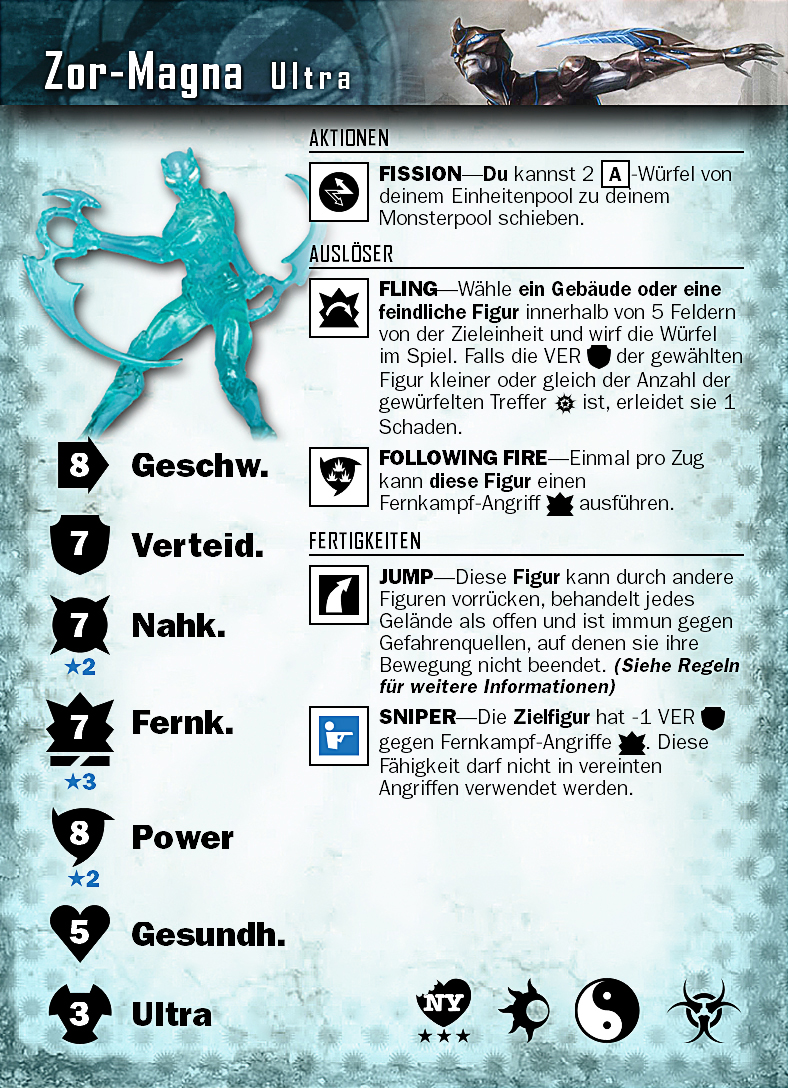 Zor-Magna Ultra
AKTIONEN
FISSION—Du kannst 2 A -Würfel von
deinem Einheitenpool zu deinem
Monsterpool schieben.
AUSLÖSER
FLING—Wähle ein Gebäude oder eine
feindliche Figur innerhalb von 5 Feldern
von der Zieleinheit und wirf die Würfel
im Spiel. Falls die VER der gewählten
Figur kleiner oder gleich der Anzahl der
gewürfelten Treffer ist, erleidet sie 1
Schaden.
FOLLOWING FIRE—Einmal pro Zug
kann diese Figur einen
Fernkampf-Angriff ausführen.
FERTIGKEITEN
JUMP—Diese Figur kann durch andere
Figuren vorrücken, behandelt jedes
Gelände als offen und ist immun gegen
Gefahrenquellen, auf denen sie ihre
Bewegung nicht beendet. (Siehe Regeln
für weitere Informationen)
SNIPER—Die Zielfigur hat -1 VER
gegen Fernkampf-Angriffe . Diese
Fähigkeit darf nicht in vereinten
Angriffen verwendet werden.
8 Geschw.
7 Verteid.
7 Nahk.
★2
7 Fernk.
★3
8 Power
★2
5 Gesundh.
3 Ultra
NY
★★★